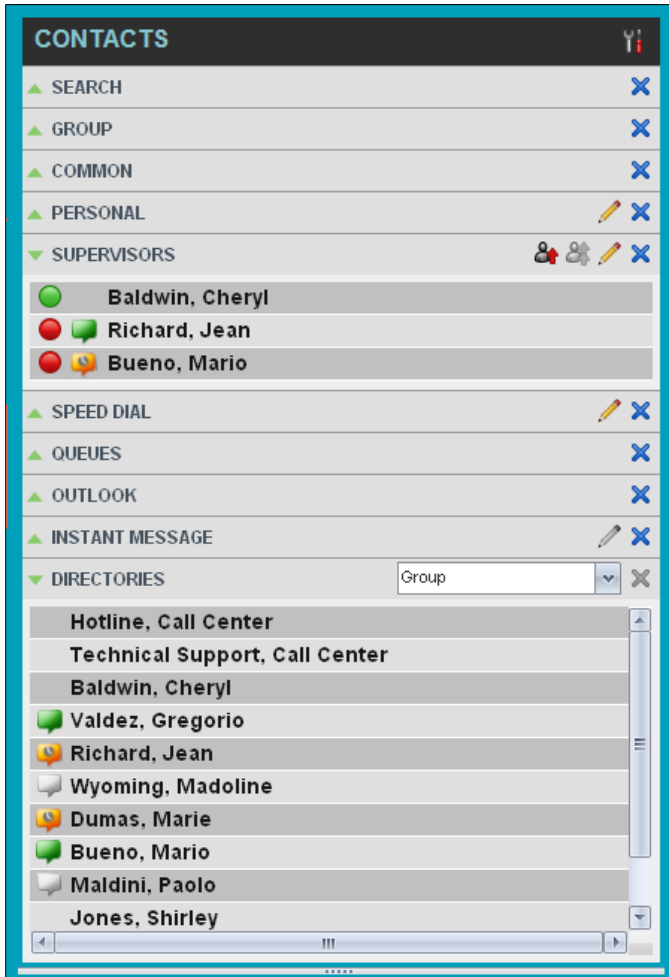 CONTACTS
SEARCH
GROUP
COMMON
PERSONAL
SUPERVISORS
Baldwin, Cheryl
Richard, Jean
Bueno, Mario
SPEED DIAL
QUEUES
OUTLOOK
INSTANT MESSAGE
DIRECTORIES Group
Hotline, Call Center
Technical Support, Call Center
Baldwin, Cheryl
Valdez, Gregorio
Richard, Jean
Wyoming, Madoline
Dumas, Marie
Bueno, Mario
Maldini, Paolo
Jones, Shirley